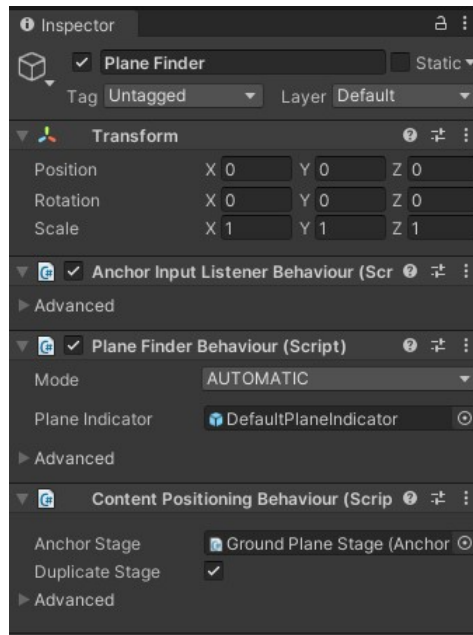 Inspector
Plane Finder Static
Tag Untagged Layer Default
Transform
Position X 0 Y 0 Z 0
Rotation X 0 Y 0 Z 0
Scale X 1 Y 1 Z 1
Anchor Input Listener Behaviour (Scr
Advanced
Plane Finder Behaviour (Script)
Mode AUTOMATIC
Plane Indicator DefaultPlaneIndicator
Advanced
Content Positioning Behaviour (Scrip
Anchor Stage Ground Plane Stage (Anchor
Duplicate Stage
Advanced